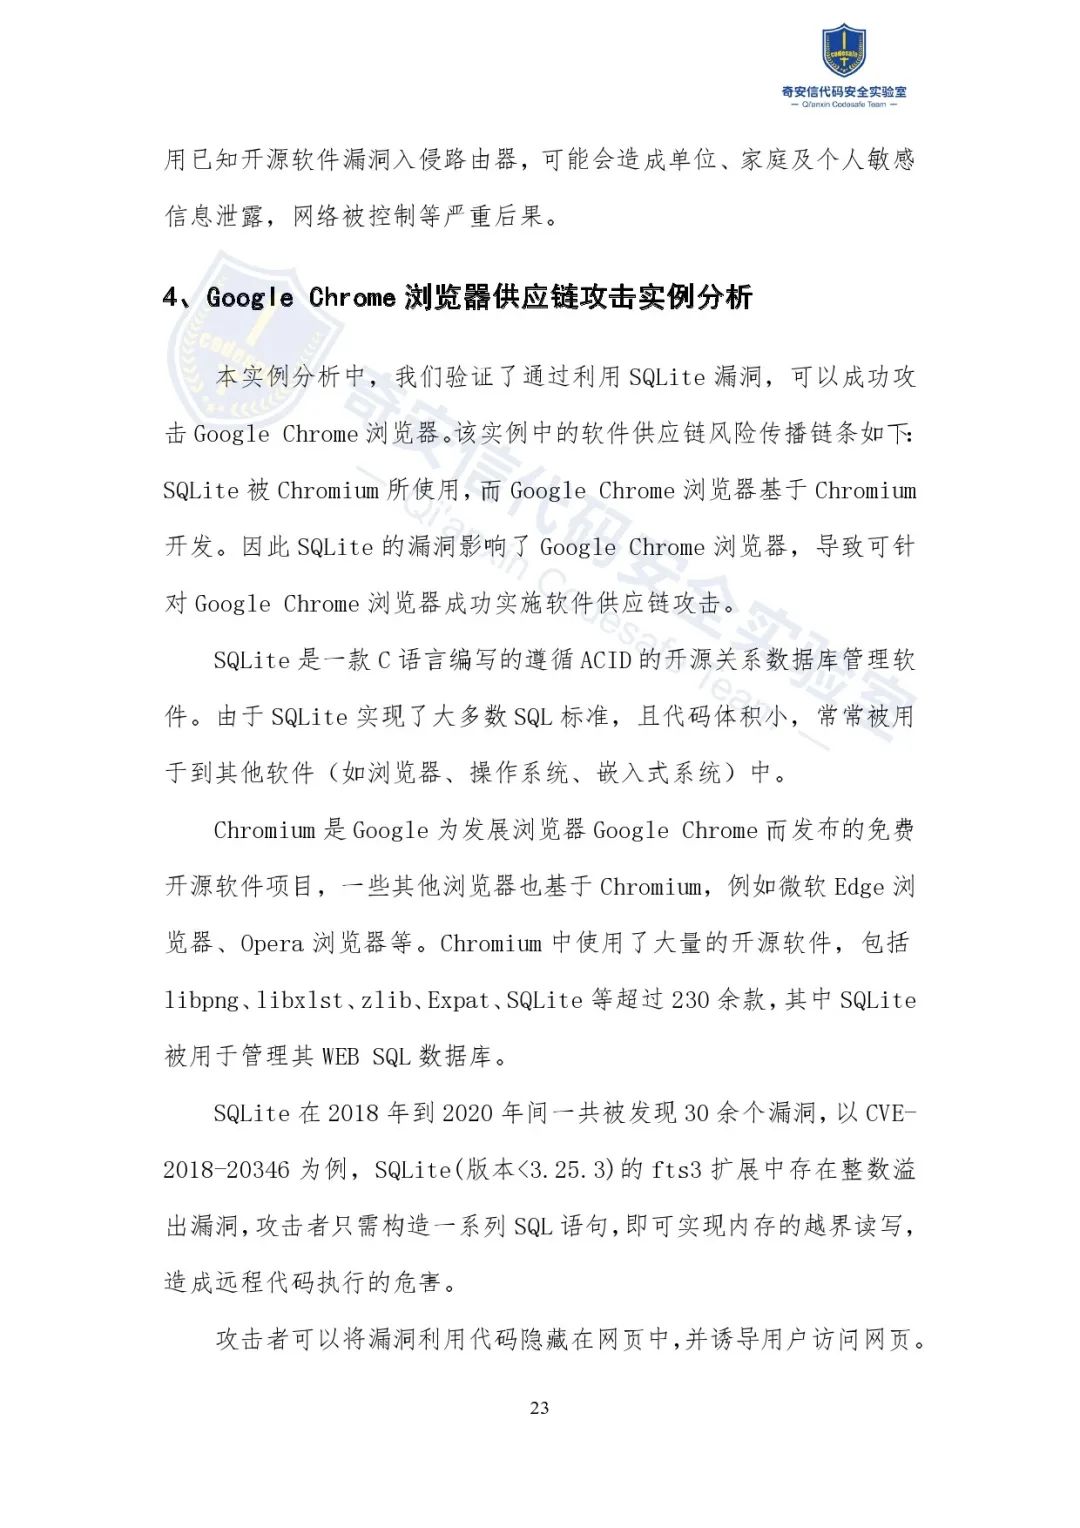 codesafe
奇安信代码安全实验室
— Qi'anxin Codesafe Team —
用已知开源软件漏洞入侵路由器，可能会造成单位、家庭及个人敏感
信息泄露，网络被控制等严重后果。
4、Google Chrome 浏览器供应链攻击实例分析
本实例分析中，我们验证了通过利用 SQLite 漏洞，可以成功攻
击 Google Chrome 浏览器。该实例中的软件供应链风险传播链条如下：
SQLite 被 Chromium 所使用，而 Google Chrome 浏览器基于 Chromium
开发。因此 SQLite 的漏洞影响了 Google Chrome 浏览器，导致可针
对 Google Chrome 浏览器成功实施软件供应链攻击。
SQLite 是一款 C 语言编写的遵循 ACID 的开源关系数据库管理软
件。由于 SQLite 实现了大多数 SQL 标准，且代码体积小，常常被用
于到其他软件（如浏览器、操作系统、嵌入式系统）中。
Chromium 是 Google 为发展浏览器 Google Chrome 而发布的免费
开源软件项目，一些其他浏览器也基于 Chromium，例如微软 Edge 浏
览器、Opera 浏览器等。Chromium 中使用了大量的开源软件，包括
libpng、libxlst、zlib、Expat、SQLite 等超过 230 余款，其中 SQLite
被用于管理其 WEB SQL 数据库。
SQLite 在 2018 年到 2020 年间一共被发现 30 余个漏洞，以 CVE-
2018-20346 为例，SQLite(版本<3.25.3)的 fts3 扩展中存在整数溢
出漏洞，攻击者只需构造一系列 SQL 语句，即可实现内存的越界读写，
造成远程代码执行的危害。
攻击者可以将漏洞利用代码隐藏在网页中，并诱导用户访问网页。
23
codesafe
奇安信代码安全实验室
— Qi'anxin Codesafe Team —